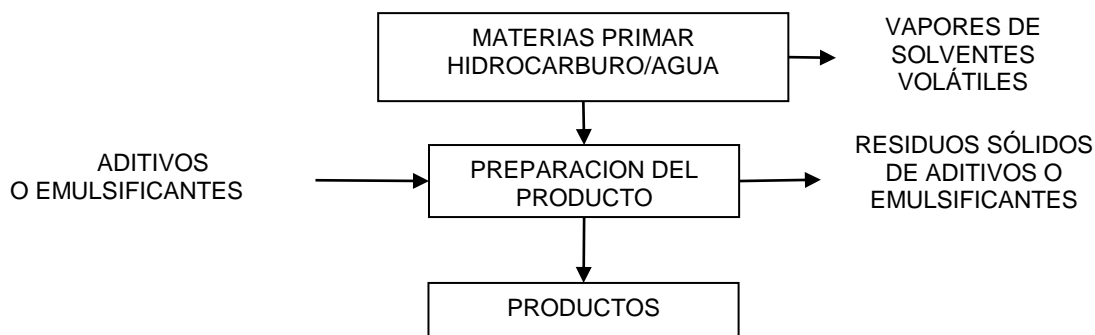 MATERIAS PRIMAR
HIDROCARBURO/AGUA
VAPORES DE
SOLVENTES
VOLÁTILES
ADITIVOS
O EMULSIFICANTES
PREPARACION DEL
PRODUCTO
RESIDUOS SÓLIDOS
DE ADITIVOS O
EMULSIFICANTES
PRODUCTOS